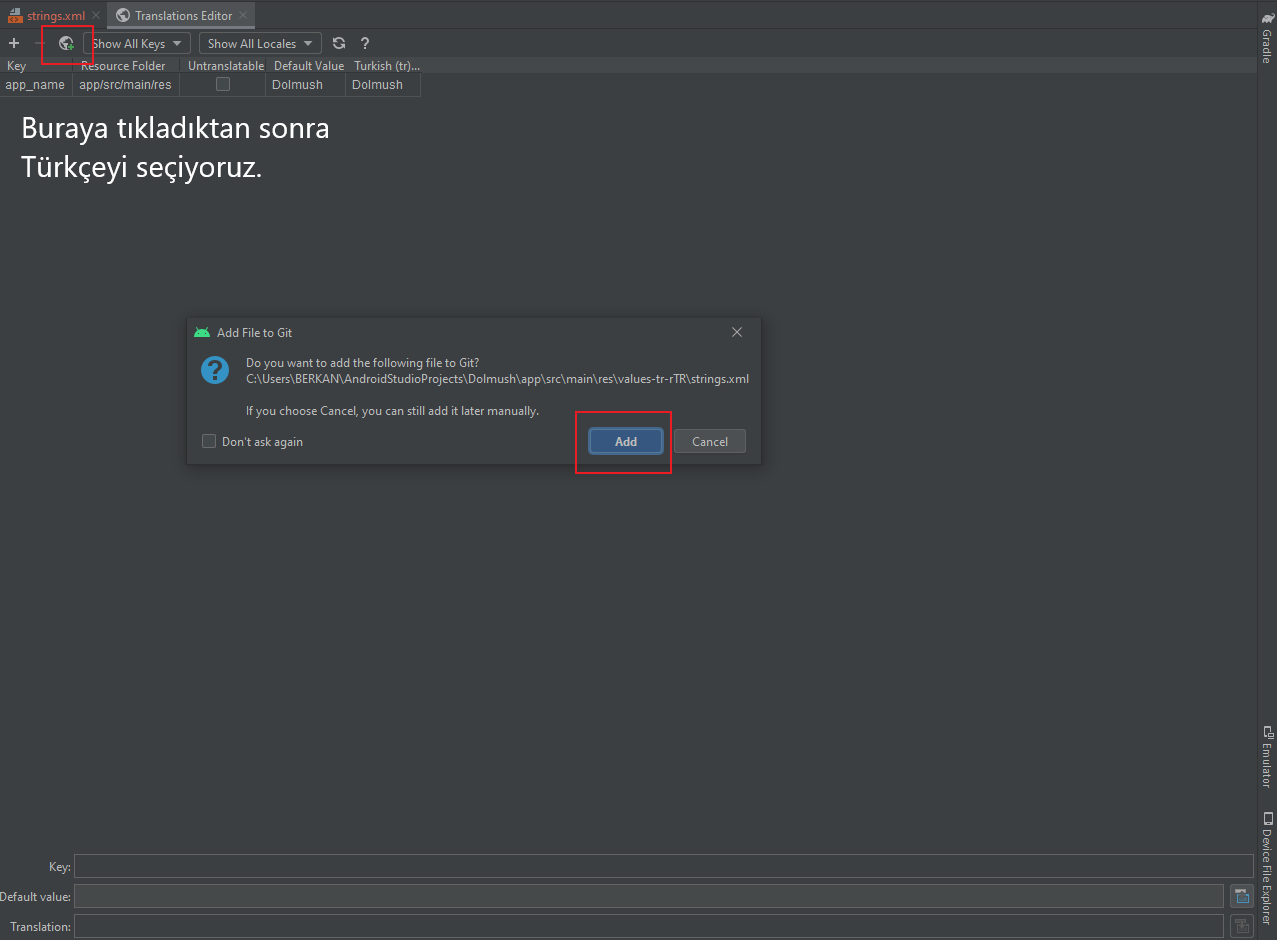 strings.xml
Translations Editor
Show All Keys
Show All Locales
?
Key
Resource Folder
Untranslatable
Default Value
Turkish (tr)...
app_name
app/src/main/res
Dolmush
Dolmush
Buraya tıkladıktan sonra
Türkçeyi seçiyoruz.
Add File to Git
Do you want to add the following file to Git?
C:\Users\BERKAN\AndroidStudioProjects\Dolmush\app\src\main\res\values-tr-rTR\strings.xml
If you choose Cancel, you can still add it later manually.
Don't ask again
Add
Cancel
Key:
Default value:
Translation:
Gradle
Emulator
Device File Explorer